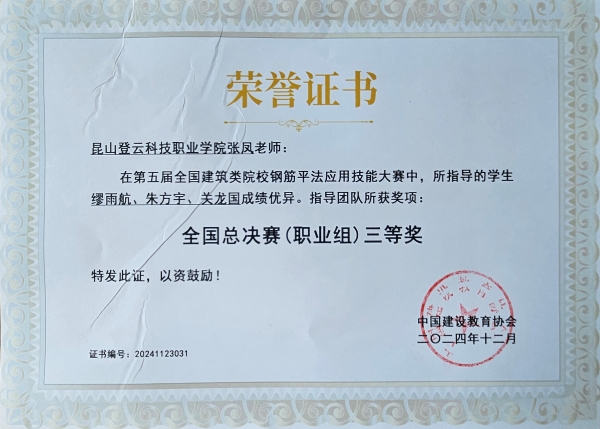 荣誉证书
昆山登云科技职业学院张凤老师：
在第五届全国建筑类院校钢筋平法应用技能大赛中，所指导的学生
缪雨航、朱方宇、关龙国成绩优异。指导团队所获奖项：
全国总决赛(职业组)三等奖
特发此证，以资鼓励！
中国建设教育协会
二〇二四年十二月
证书编号：20241123031